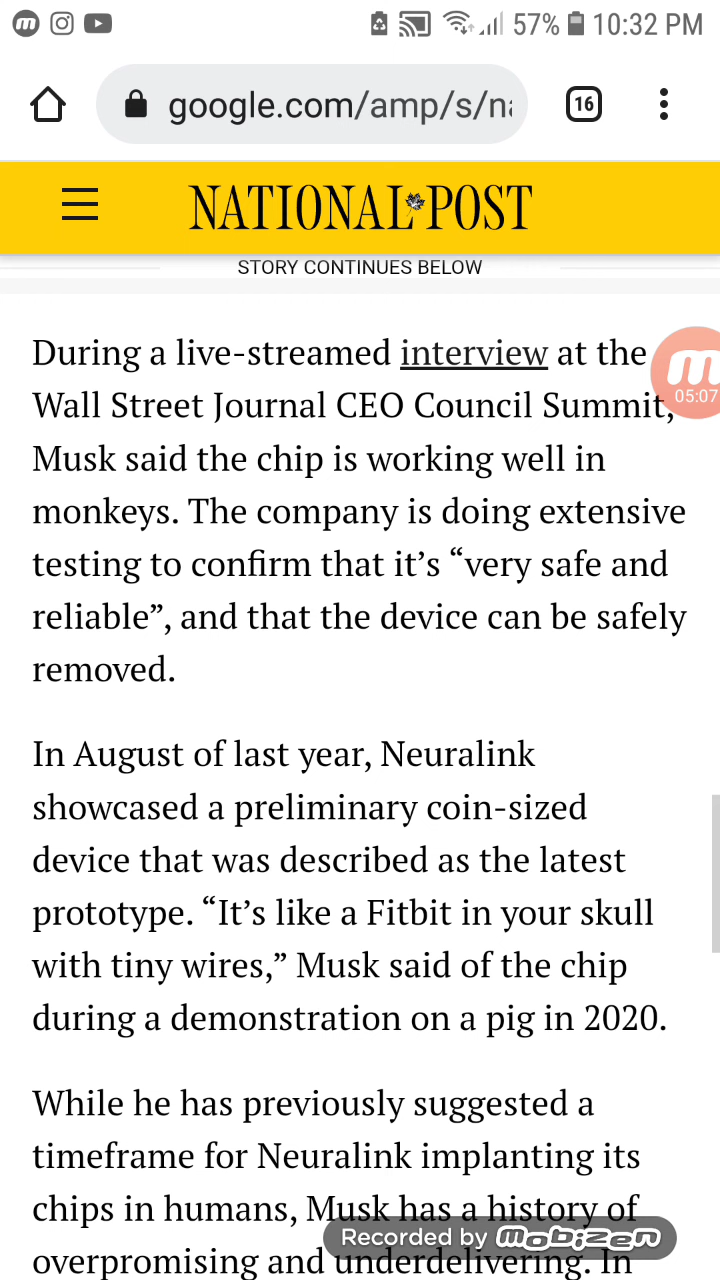 57% 10:32 PM
google.com/amp/s/na
16
NATIONAL POST
STORY CONTINUES BELOW
During a live-streamed interview at the
Wall Street Journal CEO Council Summit,
05:07
Musk said the chip is working well in
monkeys. The company is doing extensive
testing to confirm that it’s “very safe and
reliable”, and that the device can be safely
removed.
In August of last year, Neuralink
showcased a preliminary coin-sized
device that was described as the latest
prototype. “It’s like a Fitbit in your skull
with tiny wires,” Musk said of the chip
during a demonstration on a pig in 2020.
While he has previously suggested a
timeframe for Neuralink implanting its
chips in humans, Musk has a history of
Recorded by mobizen
overpromising and underdelivering. In